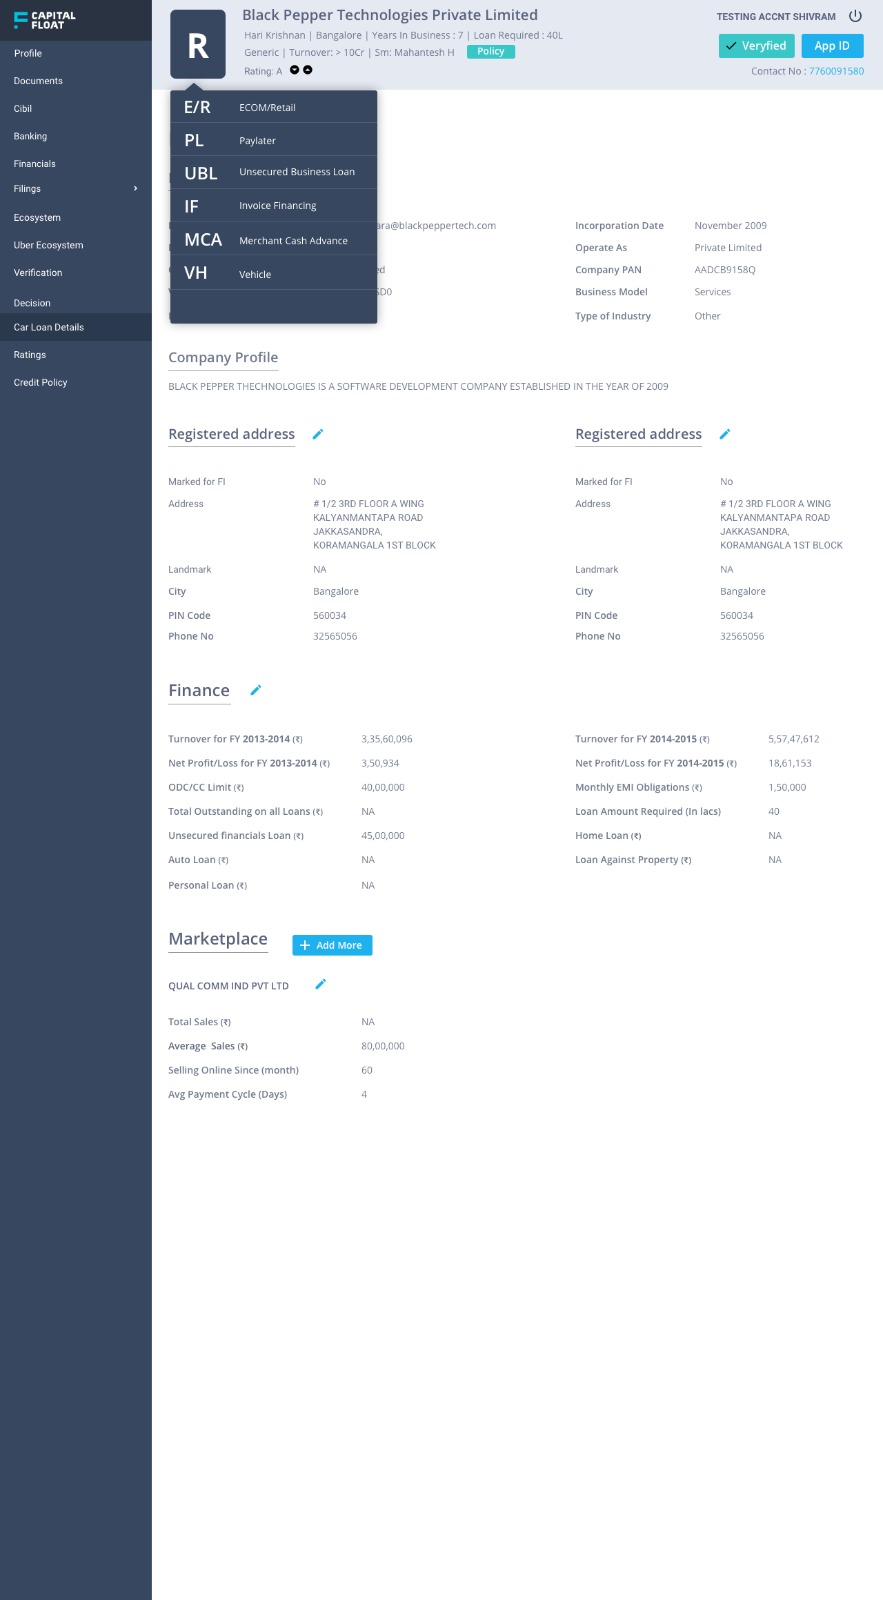 CAPITAL
FLOAT
Profile
Documents
Cibil
Banking
Financials
Filings
Ecosystem
Uber Ecosystem
Verification
Decision
Car Loan Details
Ratings
Credit Policy
R
Black Pepper Technologies Private Limited
Hari Krishnan | Bangalore | Years In Business : 7 | Loan Required : 40L
Generic | Turnover: > 10Cr | Sm: Mahantesh H Policy
Rating: A
TESTING ACCNT SHIVRAM
Veryfied App ID
Contact No : 7760091580
E/R ECOM/Retail
PL Paylater
UBL Unsecured Business Loan
IF Invoice Financing
MCA Merchant Cash Advance
VH Vehicle
ara@blackpeppertech.com
ed
SD0
Incorporation Date November 2009
Operate As Private Limited
Company PAN AADCB9158Q
Business Model Services
Type of Industry Other
Company Profile
BLACK PEPPER THECHNOLOGIES IS A SOFTWARE DEVELOPMENT COMPANY ESTABLISHED IN THE YEAR OF 2009
Registered address
Marked for FI No
Address # 1/2 3RD FLOOR A WING
KALYANMANTAPA ROAD
JAKKASANDRA,
KORAMANGALA 1ST BLOCK
Landmark NA
City Bangalore
PIN Code 560034
Phone No 32565056
Registered address
Marked for FI No
Address # 1/2 3RD FLOOR A WING
KALYANMANTAPA ROAD
JAKKASANDRA,
KORAMANGALA 1ST BLOCK
Landmark NA
City Bangalore
PIN Code 560034
Phone No 32565056
Finance
Turnover for FY 2013-2014 (₹) 3,35,60,096
Net Profit/Loss for FY 2013-2014 (₹) 3,50,934
ODC/CC Limit (₹) 40,00,000
Total Outstanding on all Loans (₹) NA
Unsecured financials Loan (₹) 45,00,000
Auto Loan (₹) NA
Personal Loan (₹) NA
Turnover for FY 2014-2015 (₹) 5,57,47,612
Net Profit/Loss for FY 2014-2015 (₹) 18,61,153
Monthly EMI Obligations (₹) 1,50,000
Loan Amount Required (In lacs) 40
Home Loan (₹) NA
Loan Against Property (₹) NA
Marketplace
Add More
QUAL COMM IND PVT LTD
Total Sales (₹) NA
Average Sales (₹) 80,00,000
Selling Online Since (month) 60
Avg Payment Cycle (Days) 4